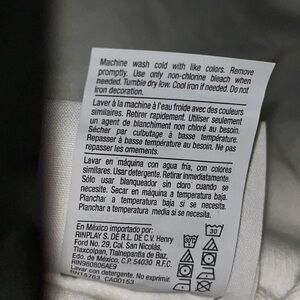 Machine wash cold with like colors. Remove
promptly. Use only non-chlorine bleach when
needed. Tumble dry low. Cool iron if needed. Do not
iron decoration.
Laver à la machine à l'eau froide avec des couleurs
similaires. Retirer rapidement. Utiliser seulement
un agent de blanchiment non chloré au besoin.
Sécher par culbutage à basse température.
Repasser à basse température au besoin. Ne pas
repasser les ornements.
Lavar en máquina con agua fría, con colores
similares. Usar detergente. Retirar inmediatamente.
Sólo usar blanqueador sin cloro cuando se
necesite. Secar en máquina a temperatura baja.
Planchar a temperatura baja si se necesita.
Planchar a temperatura media si se necesita.
En México importado por:
RINPLAY S. DE R.L. DE C.V. Henry
Ford No. 29, Col. San Nicolás,
Tlaxcolpan, Tlalnepantla de Baz,
Edo. de México, C.P. 54030 R.F.C.
RIN980806AE9
Lavar con detergente. No exprimir.
RN15763 CA00153
30